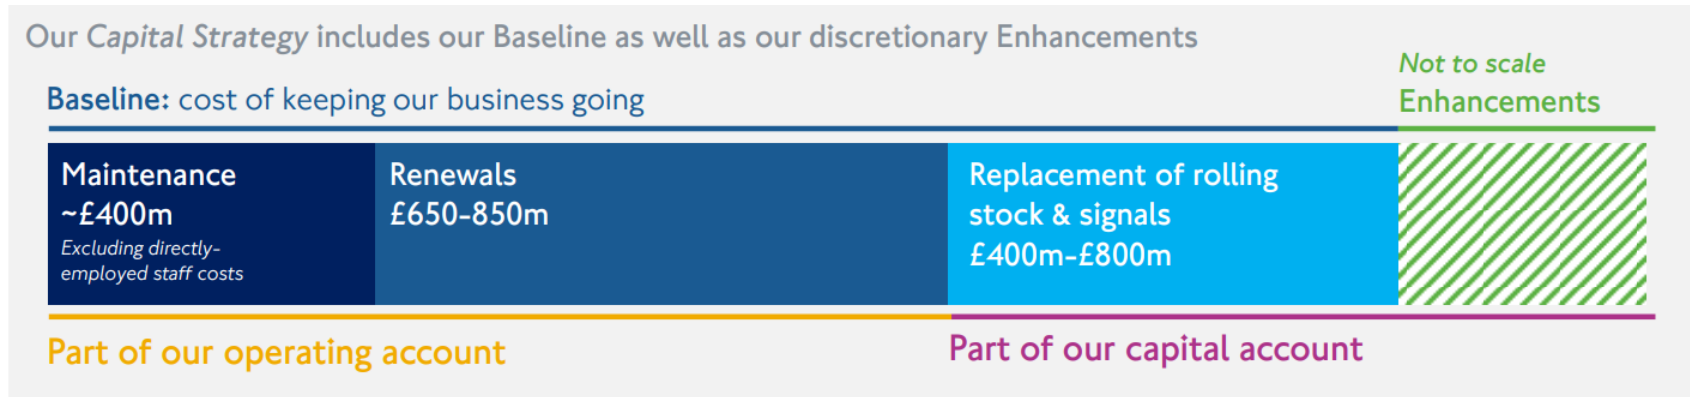 Our Capital Strategy includes our Baseline as well as our discretionary Enhancements
Not to scale
Baseline: cost of keeping our business going
Enhancements
Maintenance
~£400m
Excluding directly-
employed staff costs
Renewals
£650-850m
Replacement of rolling
stock & signals
£400m-£800m
Part of our operating account
Part of our capital account